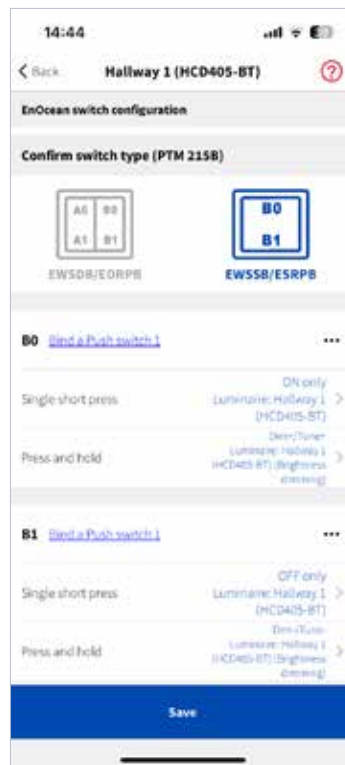 14:44
Back Hallway 1 (HCD405-BT) ?
EnOcean switch configuration
Confirm switch type (PTM 215B)
A0 B0
A1 B1
B0
B1
EWSDB/EDRPB
EWSSB/ESRPB
B0 Bind a Push switch 1
Single short press
ON only
Luminaire: Hallway 1
(HCD405-BT)
Press and hold
Luminaire: Hallway 1
(HCD405-BT) (Brightness
dimming)
B1 Bind a Push switch 1
Single short press
OFF only
Luminaire: Hallway 1
(HCD405-BT)
Press and hold
Luminaire: Hallway 1
(HCD405-BT) (Brightness
dimming)
Save